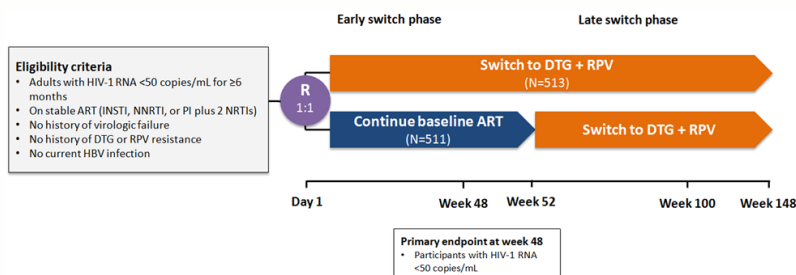 Early switch phase
Late switch phase
Eligibility criteria
• Adults with HIV-1 RNA <50 copies/mL for ≥6
months
• On stable ART (INSTI, NNRTI, or PI plus 2 NRTIs)
• No history of virologic failure
• No history of DTG or RPV resistance
• No current HBV infection
R
1:1
Switch to DTG + RPV
(N=513)
Continue baseline ART
(N=511)
Switch to DTG + RPV
Day 1
Week 48
Week 52
Week 100
Week 148
Primary endpoint at week 48
• Participants with HIV-1 RNA
<50 copies/mL